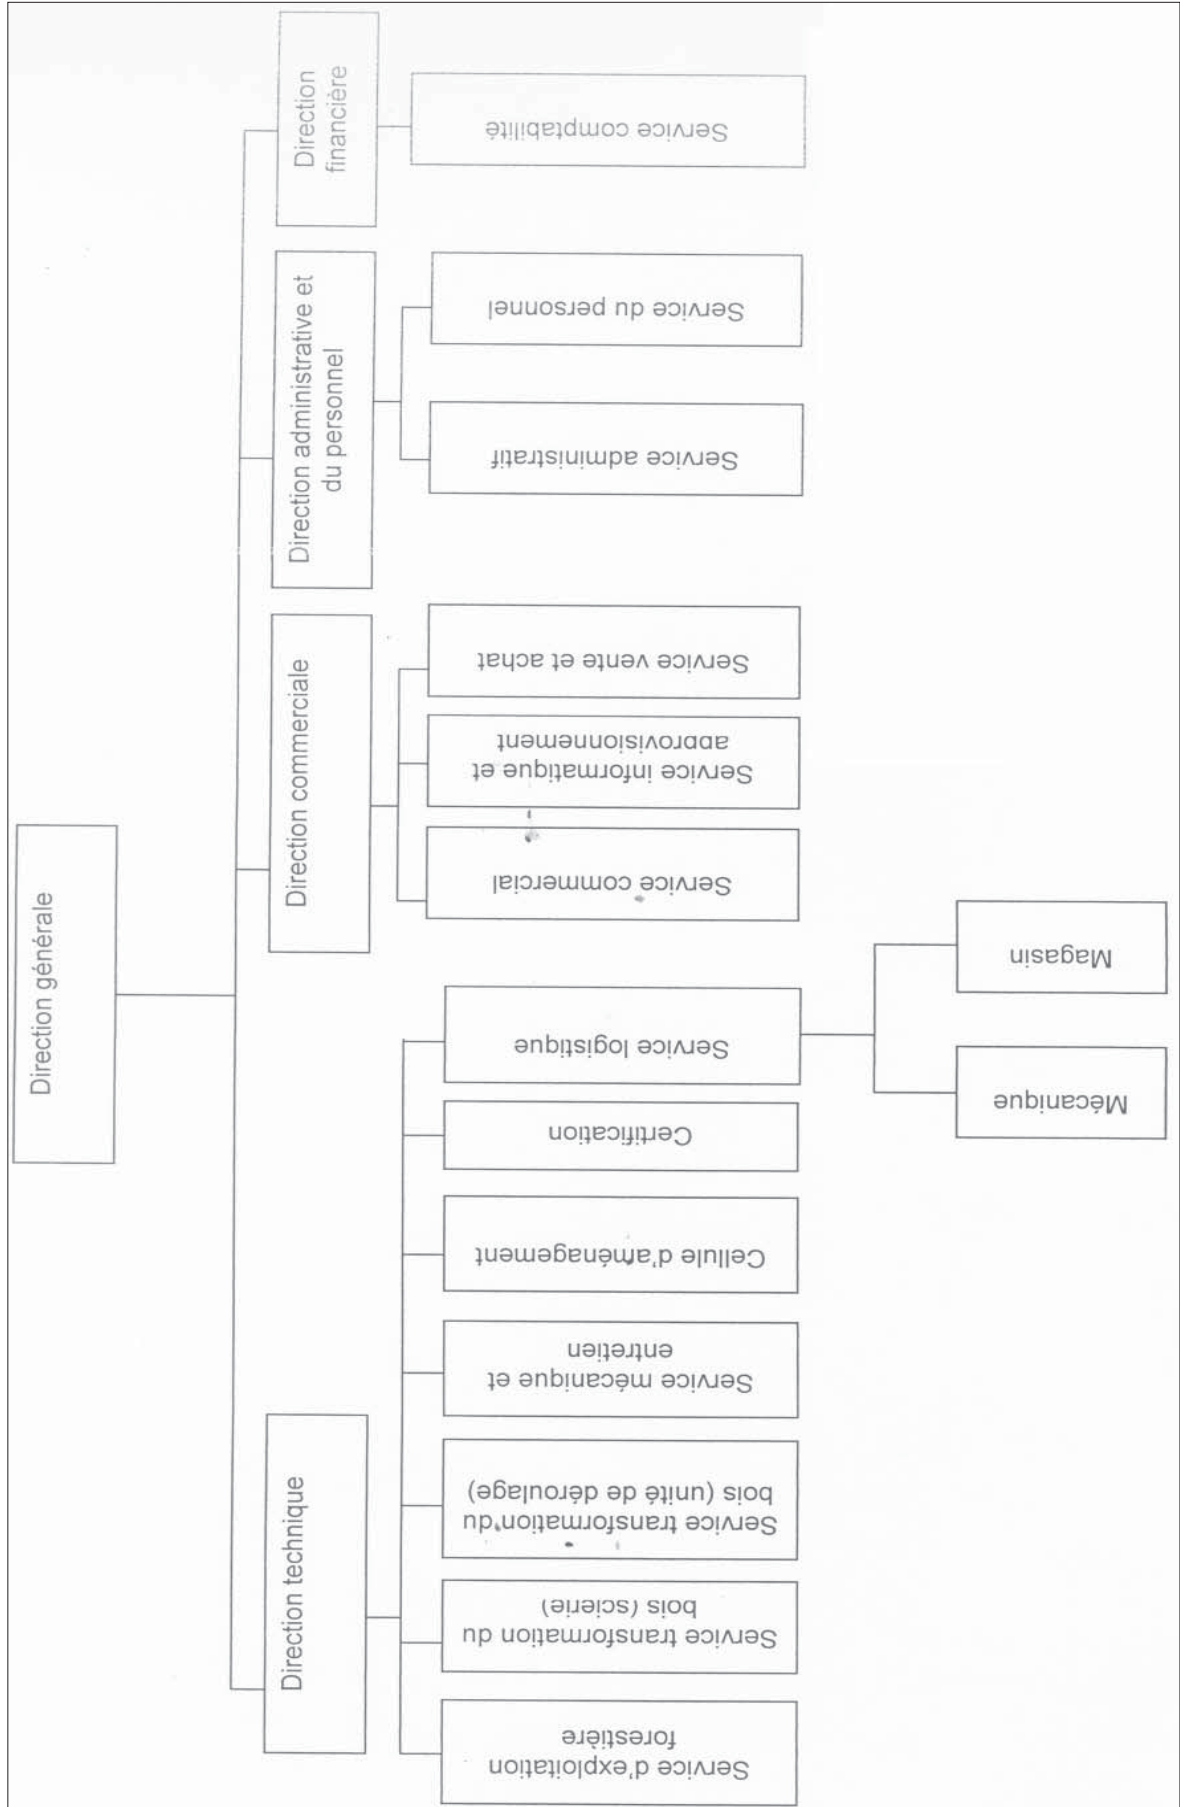 Direction générale
Direction technique
Direction commerciale
Direction administrative et
du personnel
Direction
financière
Service d'exploitation
forestière
Service transformation du
bois (scierie)
Service transformation du
bois (unité de déroulage)
Service mécanique et
entretien
Cellule d'aménagement
Certification
Service logistique
Service commercial
Service informatique et
approvisionnement
Service vente et achat
Service administratif
Service du personnel
Service comptabilité
Mécanique
Magasin